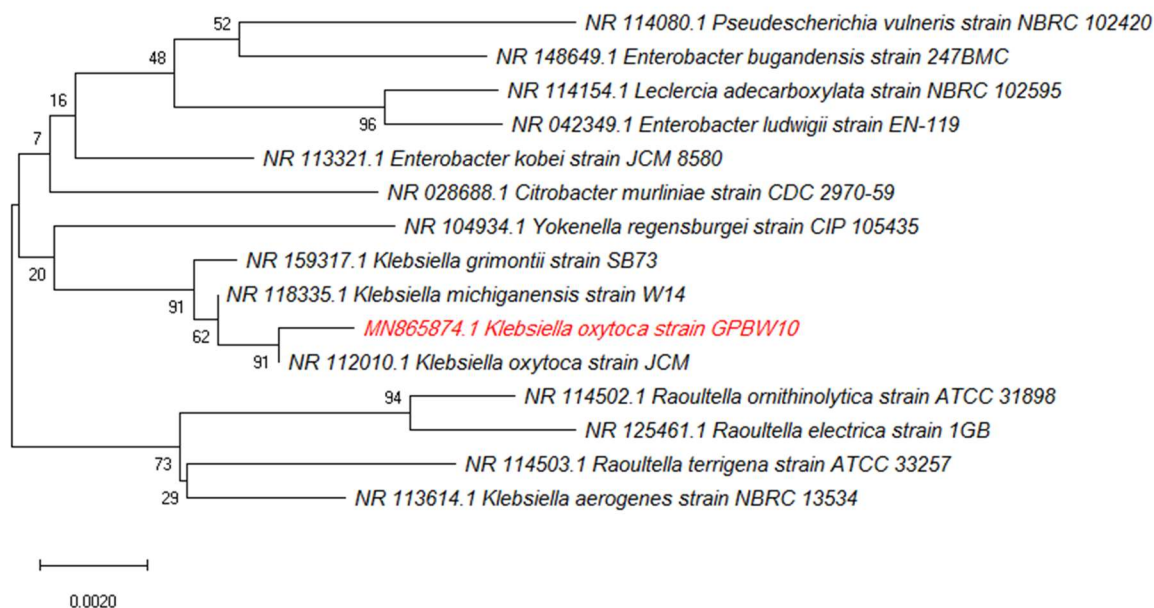 52
NR 114080.1 Pseudescherichia vulneris strain NBRC 102420
48
NR 148649.1 Enterobacter bugandensis strain 247BMC
NR 114154.1 Leclercia adecarboxylata strain NBRC 102595
16
96
NR 042349.1 Enterobacter ludwigii strain EN-119
7
NR 113321.1 Enterobacter kobei strain JCM 8580
NR 028688.1 Citrobacter murliniae strain CDC 2970-59
NR 104934.1 Yokenella regensburgei strain CIP 105435
20
NR 159317.1 Klebsiella grimontii strain SB73
91
NR 118335.1 Klebsiella michiganensis strain W14
62
MN865874.1 Klebsiella oxytoca strain GPBW10
91
NR 112010.1 Klebsiella oxytoca strain JCM
94
NR 114502.1 Raoultella ornithinolytica strain ATCC 31898
NR 125461.1 Raoultella electrica strain 1GB
73
NR 114503.1 Raoultella terrigena strain ATCC 33257
29
NR 113614.1 Klebsiella aerogenes strain NBRC 13534
0.0020